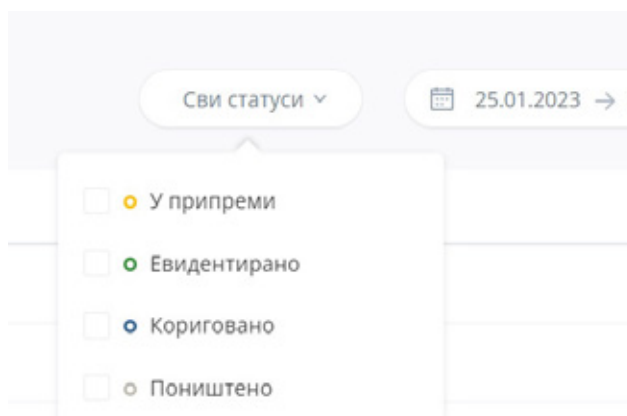 Сви статуси
25.01.2023 →
У припреми
Евидентирано
Кориговано
Поништено